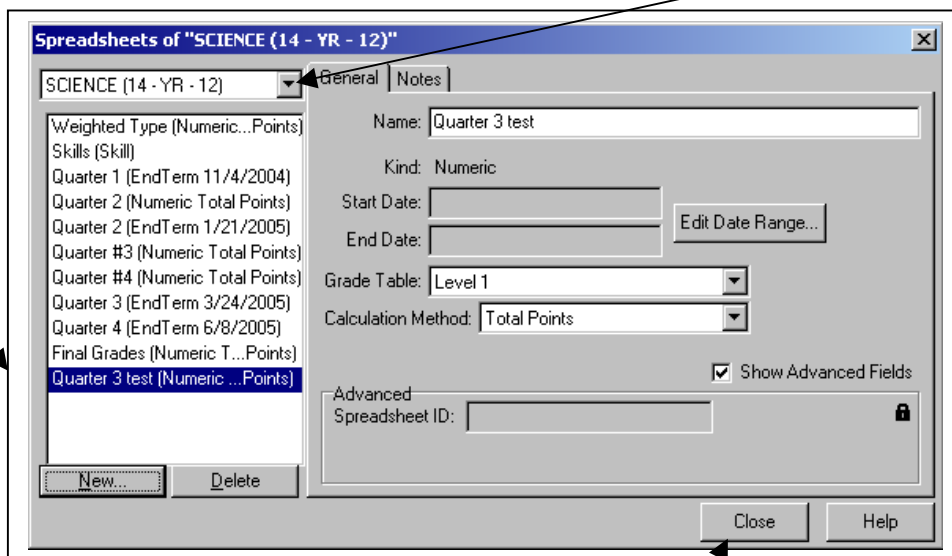 Spreadsheets of "SCIENCE (14 - YR - 12)"
SCIENCE (14 - YR - 12)
Weighted Type (Numeric...Points)
Skills (Skill)
Quarter 1 (EndTerm 11/4/2004)
Quarter 2 (Numeric Total Points)
Quarter 2 (EndTerm 1/21/2005)
Quarter #3 (Numeric Total Points)
Quarter #4 (Numeric Total Points)
Quarter 3 (EndTerm 3/24/2005)
Quarter 4 (EndTerm 6/8/2005)
Final Grades (Numeric T...Points)
Quarter 3 test (Numeric ...Points)
New...
Delete
General
Notes
Name: Quarter 3 test
Kind: Numeric
Start Date:
End Date:
Edit Date Range...
Grade Table: Level 1
Calculation Method: Total Points
Show Advanced Fields
Advanced
Spreadsheet ID:
Close
Help